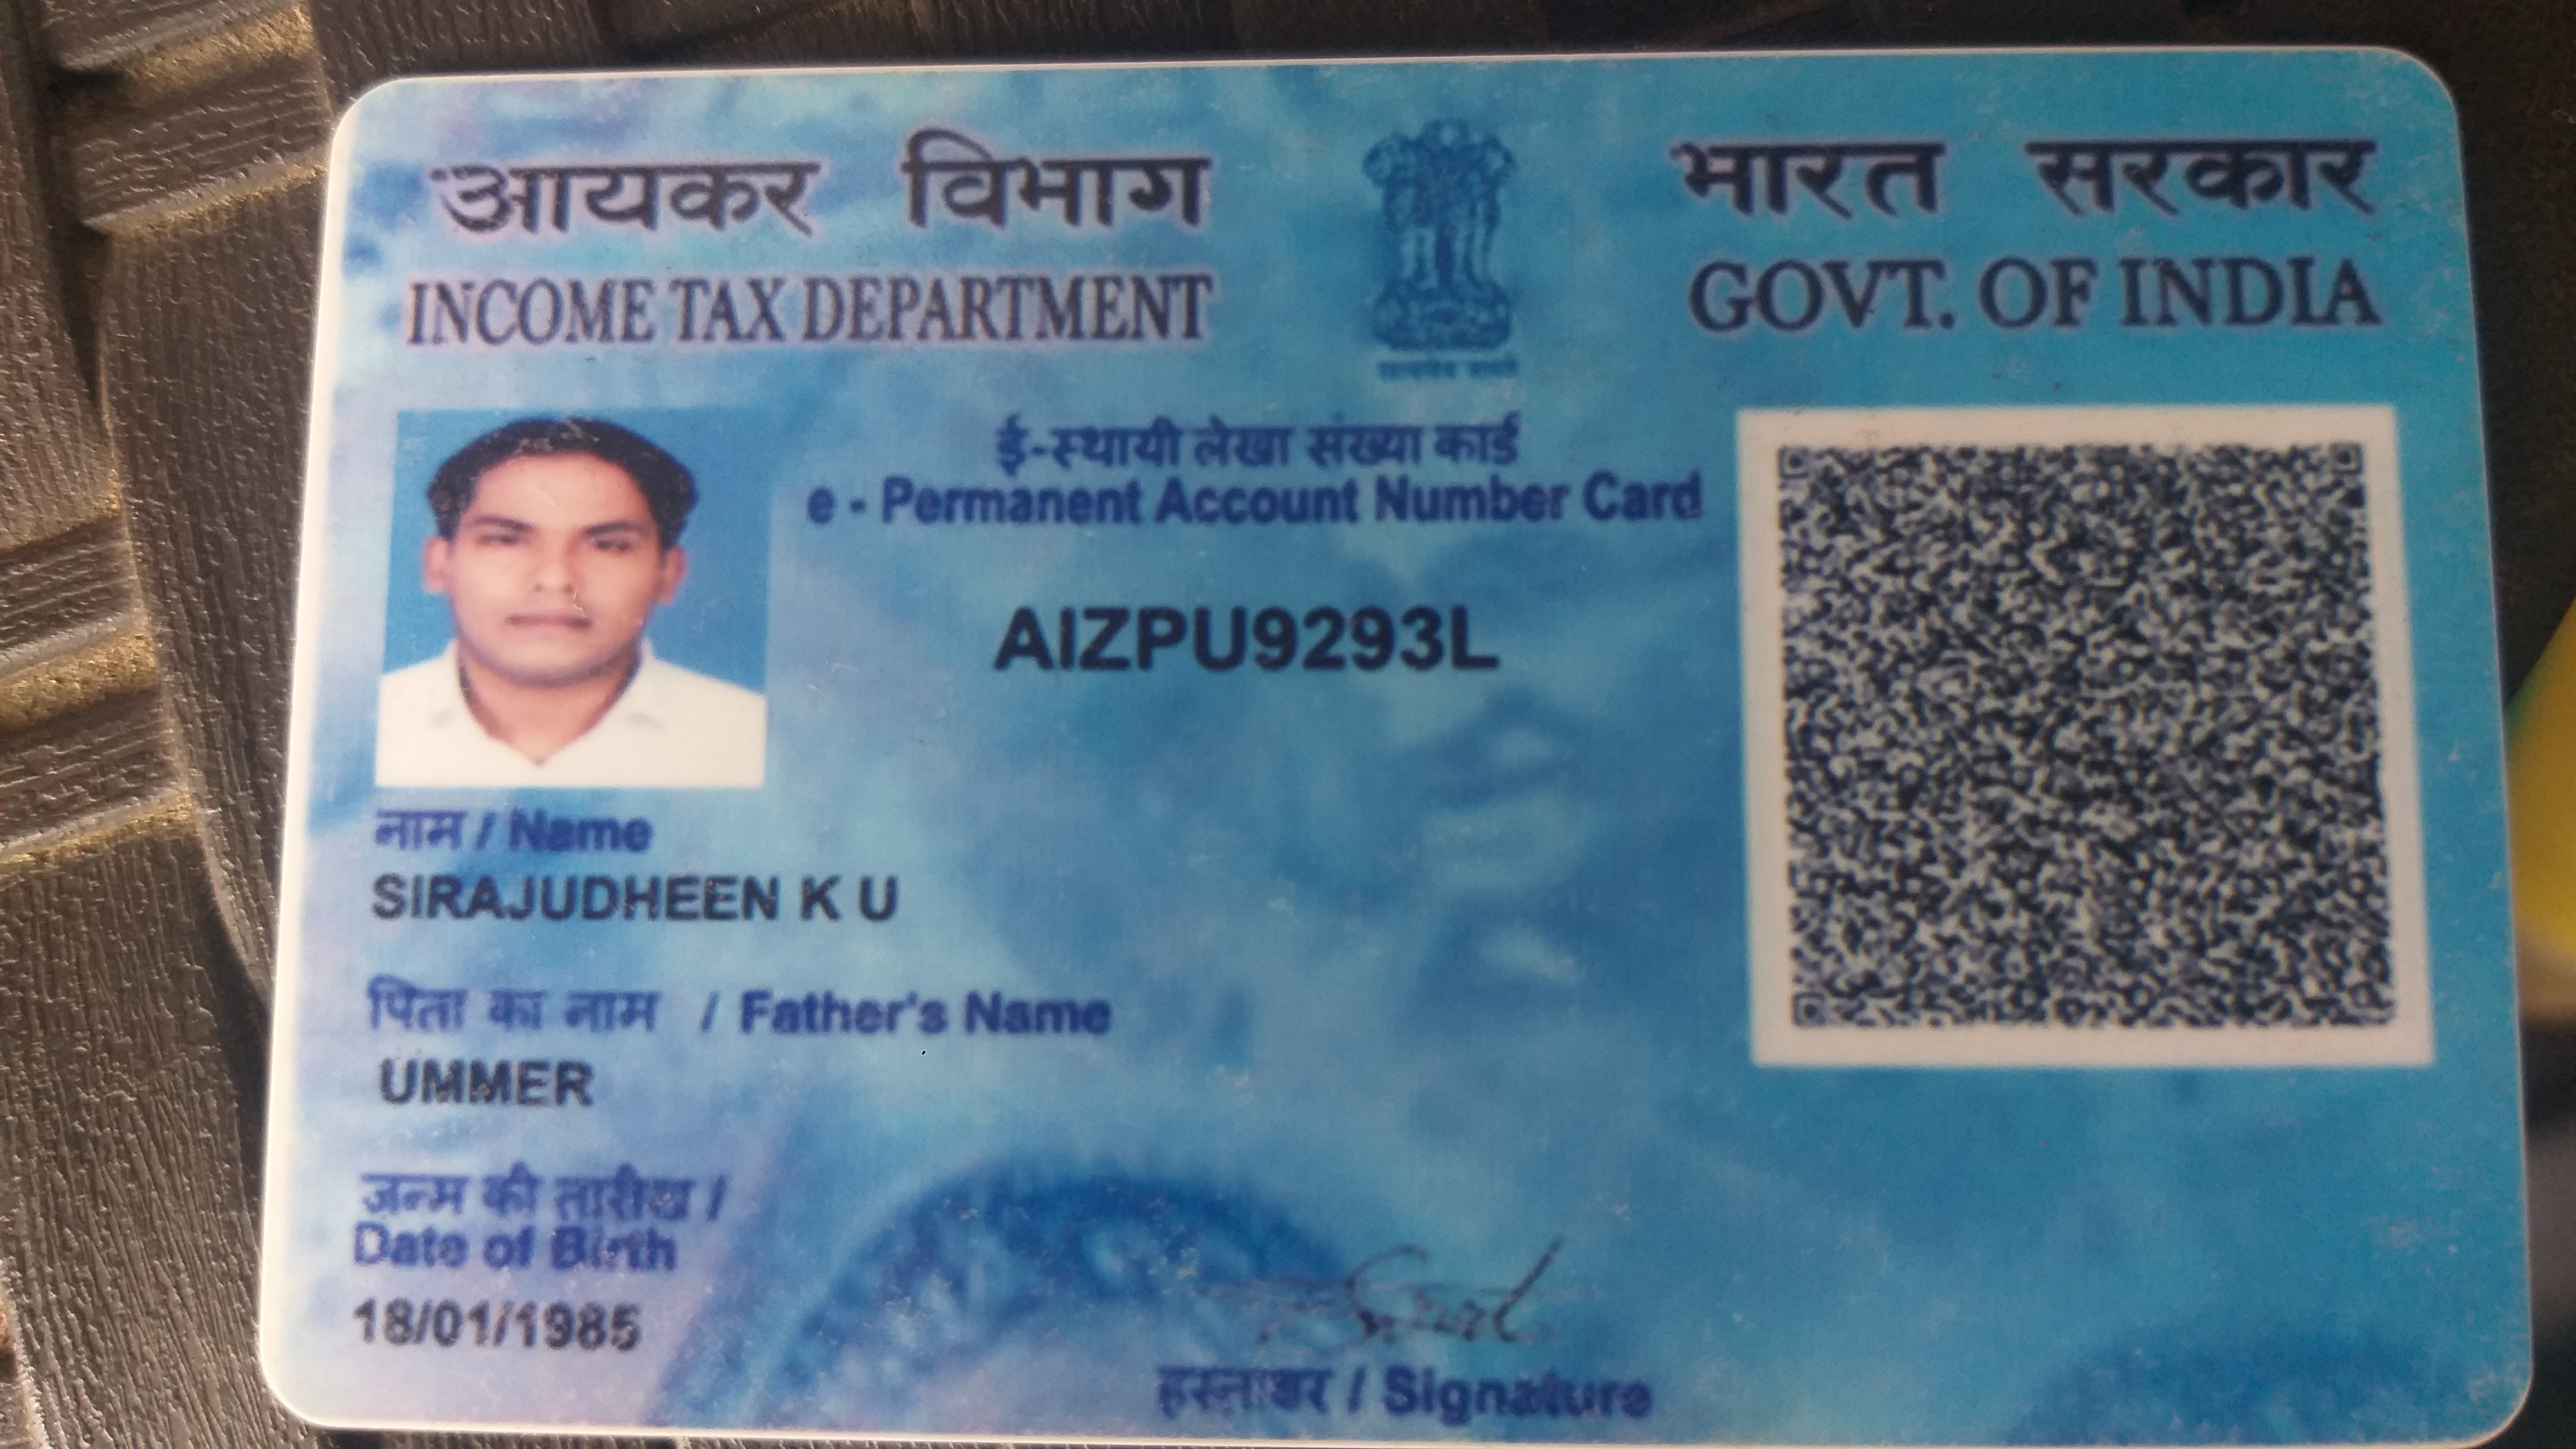 आयकर विभाग
INCOME TAX DEPARTMENT
भारत सरकार
GOVT. OF INDIA
ई-स्थायी लेखा संख्या कार्ड
e - Permanent Account Number Card
AIZPU9293L
नाम / Name
SIRAJUDHEEN K U
पिता का नाम / Father's Name
UMMER
जन्म की तारीख /
Date of Birth
18/01/1985
हस्ताक्षर / Signature